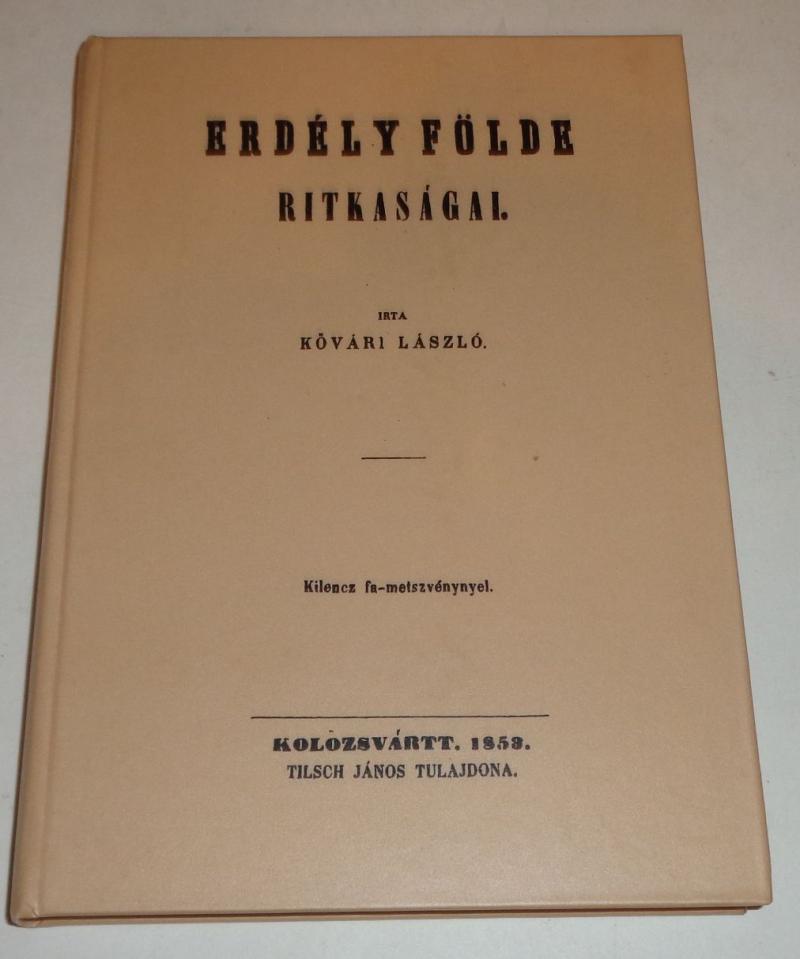 ERDÉLY FÖLDE
RITKASÁGAI.
IRTA
KŐVÁRI LÁSZLÓ.
Kilencz fa-metszvénynyel.
KOLOZSVÁRTT. 1853.
TILSCH JÁNOS TULAJDONA.